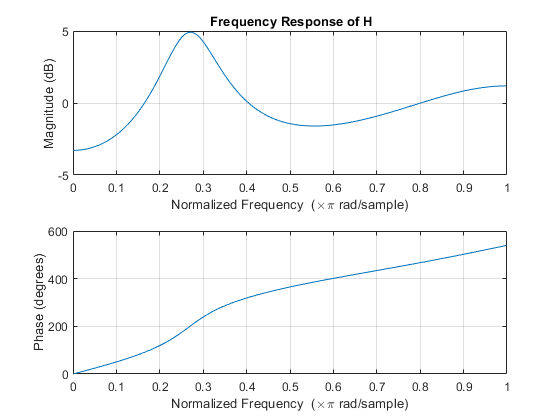 Frequency Response of H
Magnitude (dB)
5
0
-5
0 0.1 0.2 0.3 0.4 0.5 0.6 0.7 0.8 0.9 1
Normalized Frequency (×π rad/sample)
Phase (degrees)
600
400
200
0
0 0.1 0.2 0.3 0.4 0.5 0.6 0.7 0.8 0.9 1
Normalized Frequency (×π rad/sample)